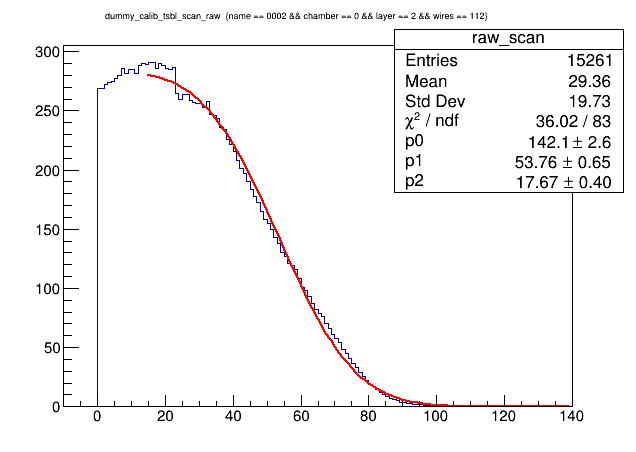 dummy_calib_tsbl_scan_raw (name == 0002 && chamber == 0 && layer == 2 && wires == 112)
raw_scan
Entries 15261
Mean 29.36
Std Dev 19.73
χ² / ndf 36.02 / 83
p0 142.1 ± 2.6
p1 53.76 ± 0.65
p2 17.67 ± 0.40
300
250
200
150
100
50
0
0 20 40 60 80 100 120 140